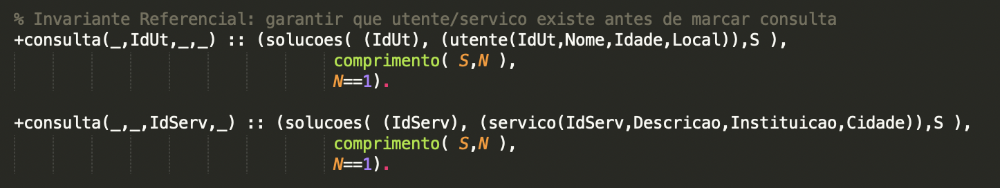 % Invariante Referencial: garantir que utente/servico existe antes de marcar consulta
+consulta(_,IdUt,_,_) :: (solucoes( (IdUt), (utente(IdUt,Nome,Idade,Local)),S ),
comprimento( S,N ),
N==1).
+consulta(_,_,IdServ,_) :: (solucoes( (IdServ), (servico(IdServ,Descricao,Instituicao,Cidade)),S ),
comprimento( S,N ),
N==1).